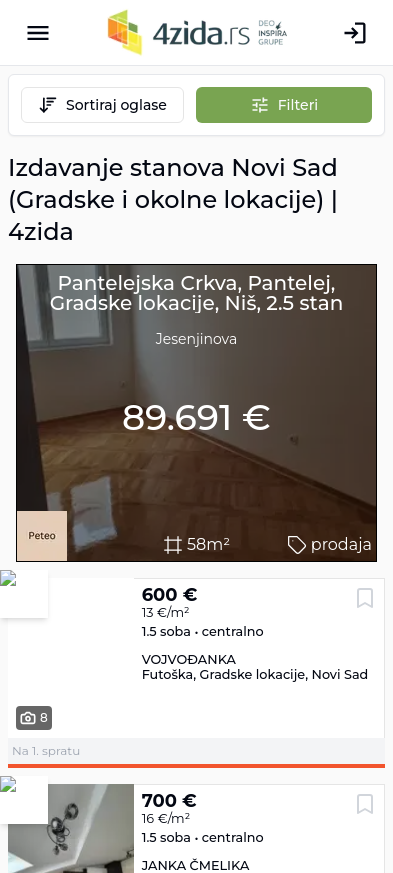 4zida.rs
DEO
INSPIRA
GRUPE
Sortiraj oglase
Filteri
Izdavanje stanova Novi Sad
(Gradske i okolne lokacije) |
4zida
Pantelejska Crkva, Pantelej,
Gradske lokacije, Niš, 2.5 stan
Jesenjinova
89.691 €
Peteo
58m²
prodaja
600 €
13 €/m²
1.5 soba • centralno
VOJVOĐANKA
Futoška, Gradske lokacije, Novi Sad
8
Na 1. spratu
700 €
16 €/m²
1.5 soba • centralno
JANKA ČMELIKA